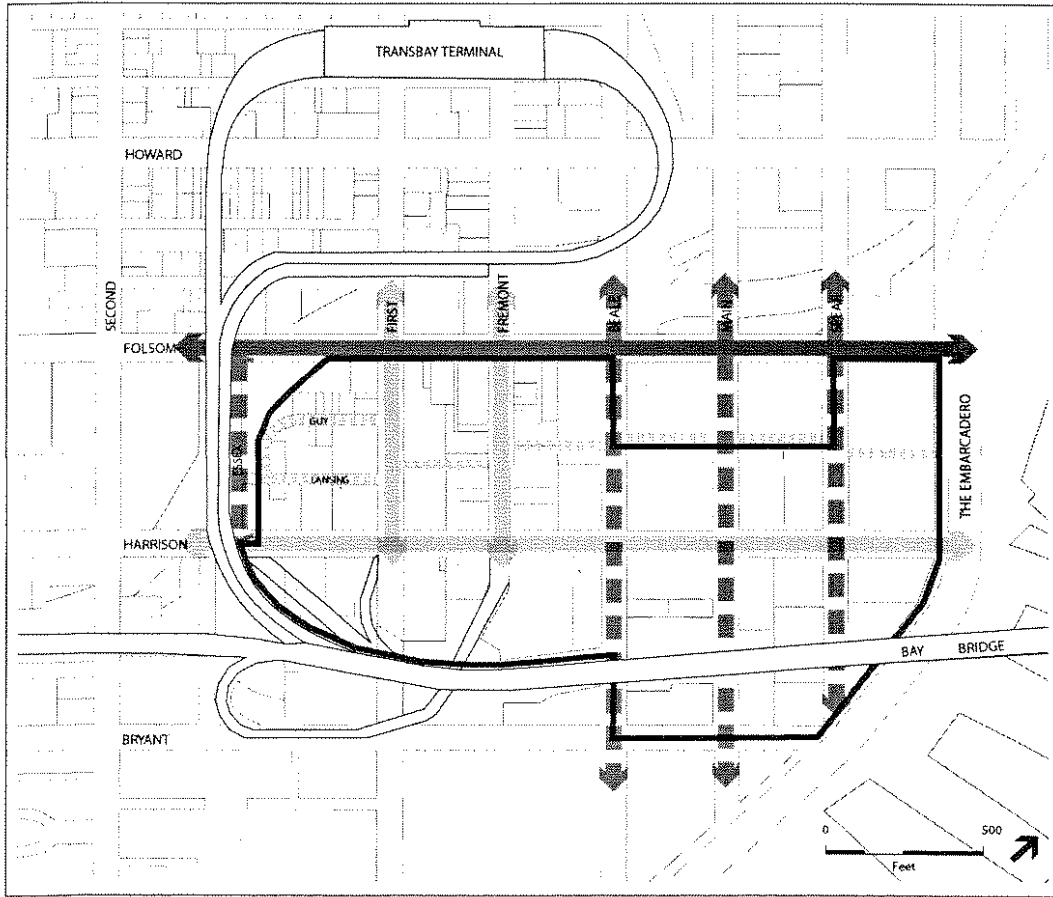 TRANSBAY TERMINAL
HOWARD
SECOND
FIRST
FREMONT
MAIN
FOLSOM
GUY
ESSEX
LANSING
THE EMBARCADERO
HARRISON
BAY BRIDGE
BRYANT
0 500
Feet